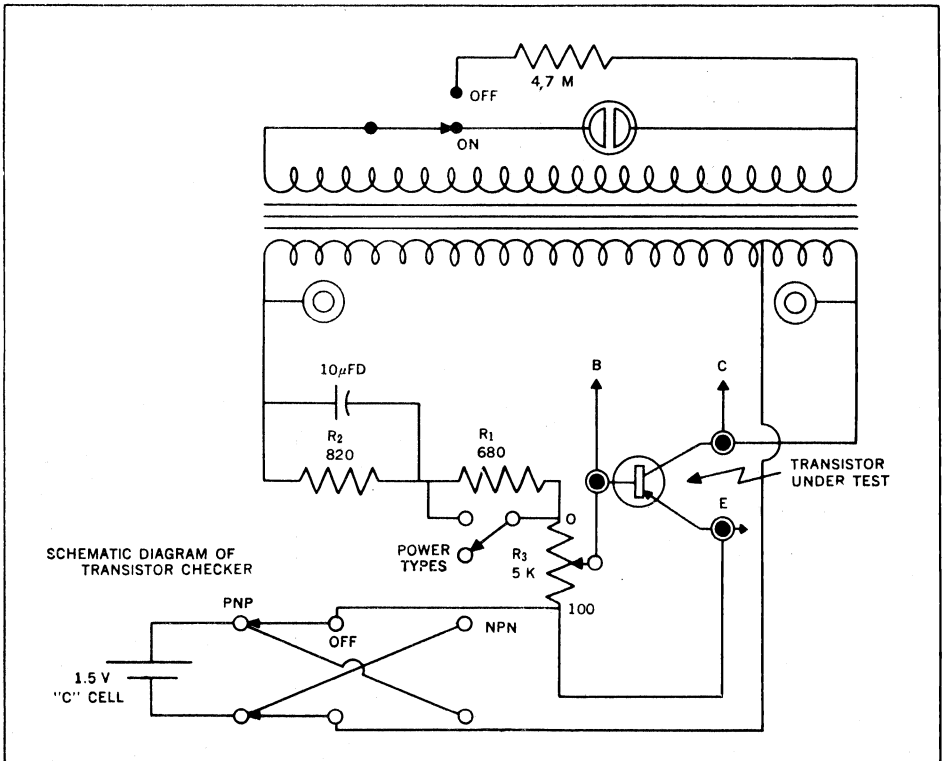 4,7 M
OFF
ON
10µFD
B
C
R2
820
R1
680
TRANSISTOR
UNDER TEST
E
O
POWER
TYPES
R3
5 K
100
SCHEMATIC DIAGRAM OF
TRANSISTOR CHECKER
PNP
OFF
NPN
1.5 V
"C" CELL